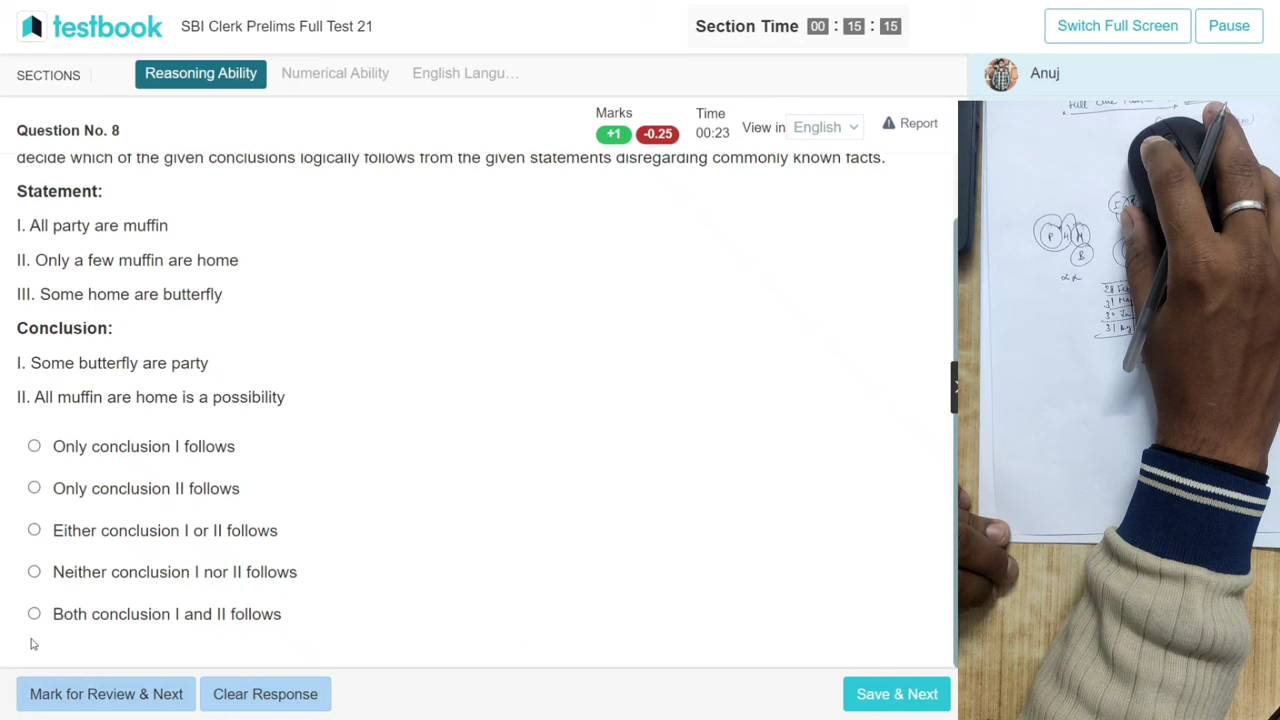 testbook
SBI Clerk Prelims Full Test 21
Section Time 00 : 15 : 15
Switch Full Screen
Pause
SECTIONS
Reasoning Ability
Numerical Ability
English Langu...
Anuj
Question No. 8
Marks
+1 -0.25
Time
00:23
View in English
Report
decide which of the given conclusions logically follows from the given statements disregarding commonly known facts.
Statement:
I. All party are muffin
II. Only a few muffin are home
III. Some home are butterfly
Conclusion:
I. Some butterfly are party
II. All muffin are home is a possibility
Only conclusion I follows
Only conclusion II follows
Either conclusion I or II follows
Neither conclusion I nor II follows
Both conclusion I and II follows
Mark for Review & Next
Clear Response
Save & Next
P
H
M
B